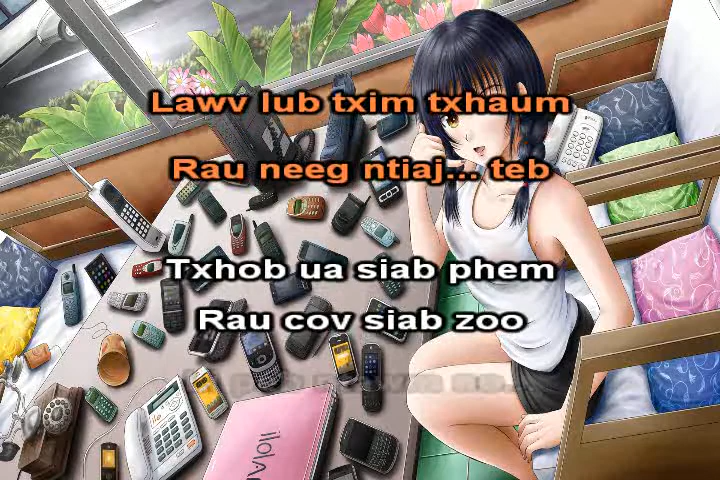 Lawv lub txim txhaum
Rau neeg ntiaj... teb
Txhob ua siab phem
Rau cov siab zoo